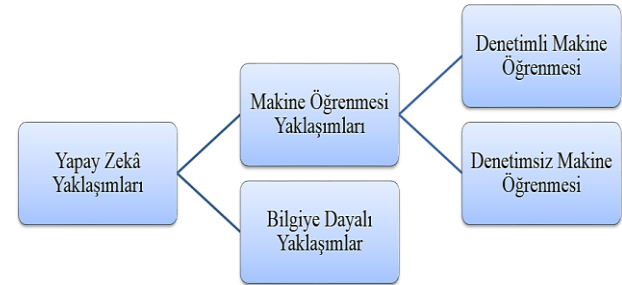 Yapay Zekâ
Yaklaşımları
Makine Öğrenmesi
Yaklaşımları
Bilgiye Dayalı
Yaklaşımlar
Denetimli Makine
Öğrenmesi
Denetimsiz Makine
Öğrenmesi